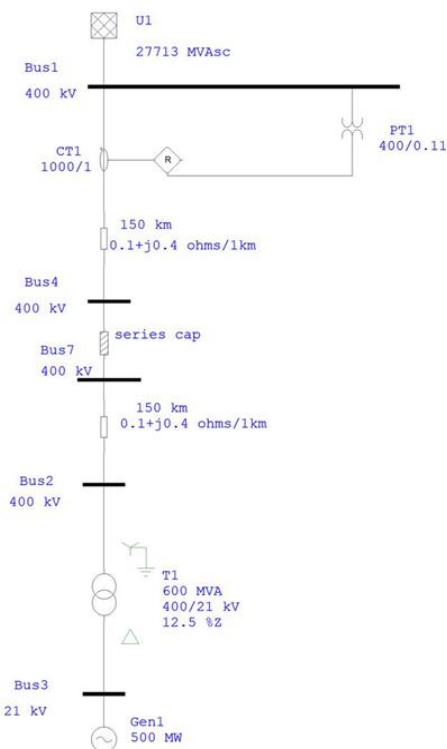 U1
27713 MVAsc
Bus1
400 kV
PT1
400/0.11
CT1
1000/1
R
150 km
0.1+j0.4 ohms/1km
Bus4
400 kV
series cap
Bus7
400 kV
150 km
0.1+j0.4 ohms/1km
Bus2
400 kV
T1
600 MVA
400/21 kV
12.5 %Z
Bus3
21 kV
Gen1
500 MW